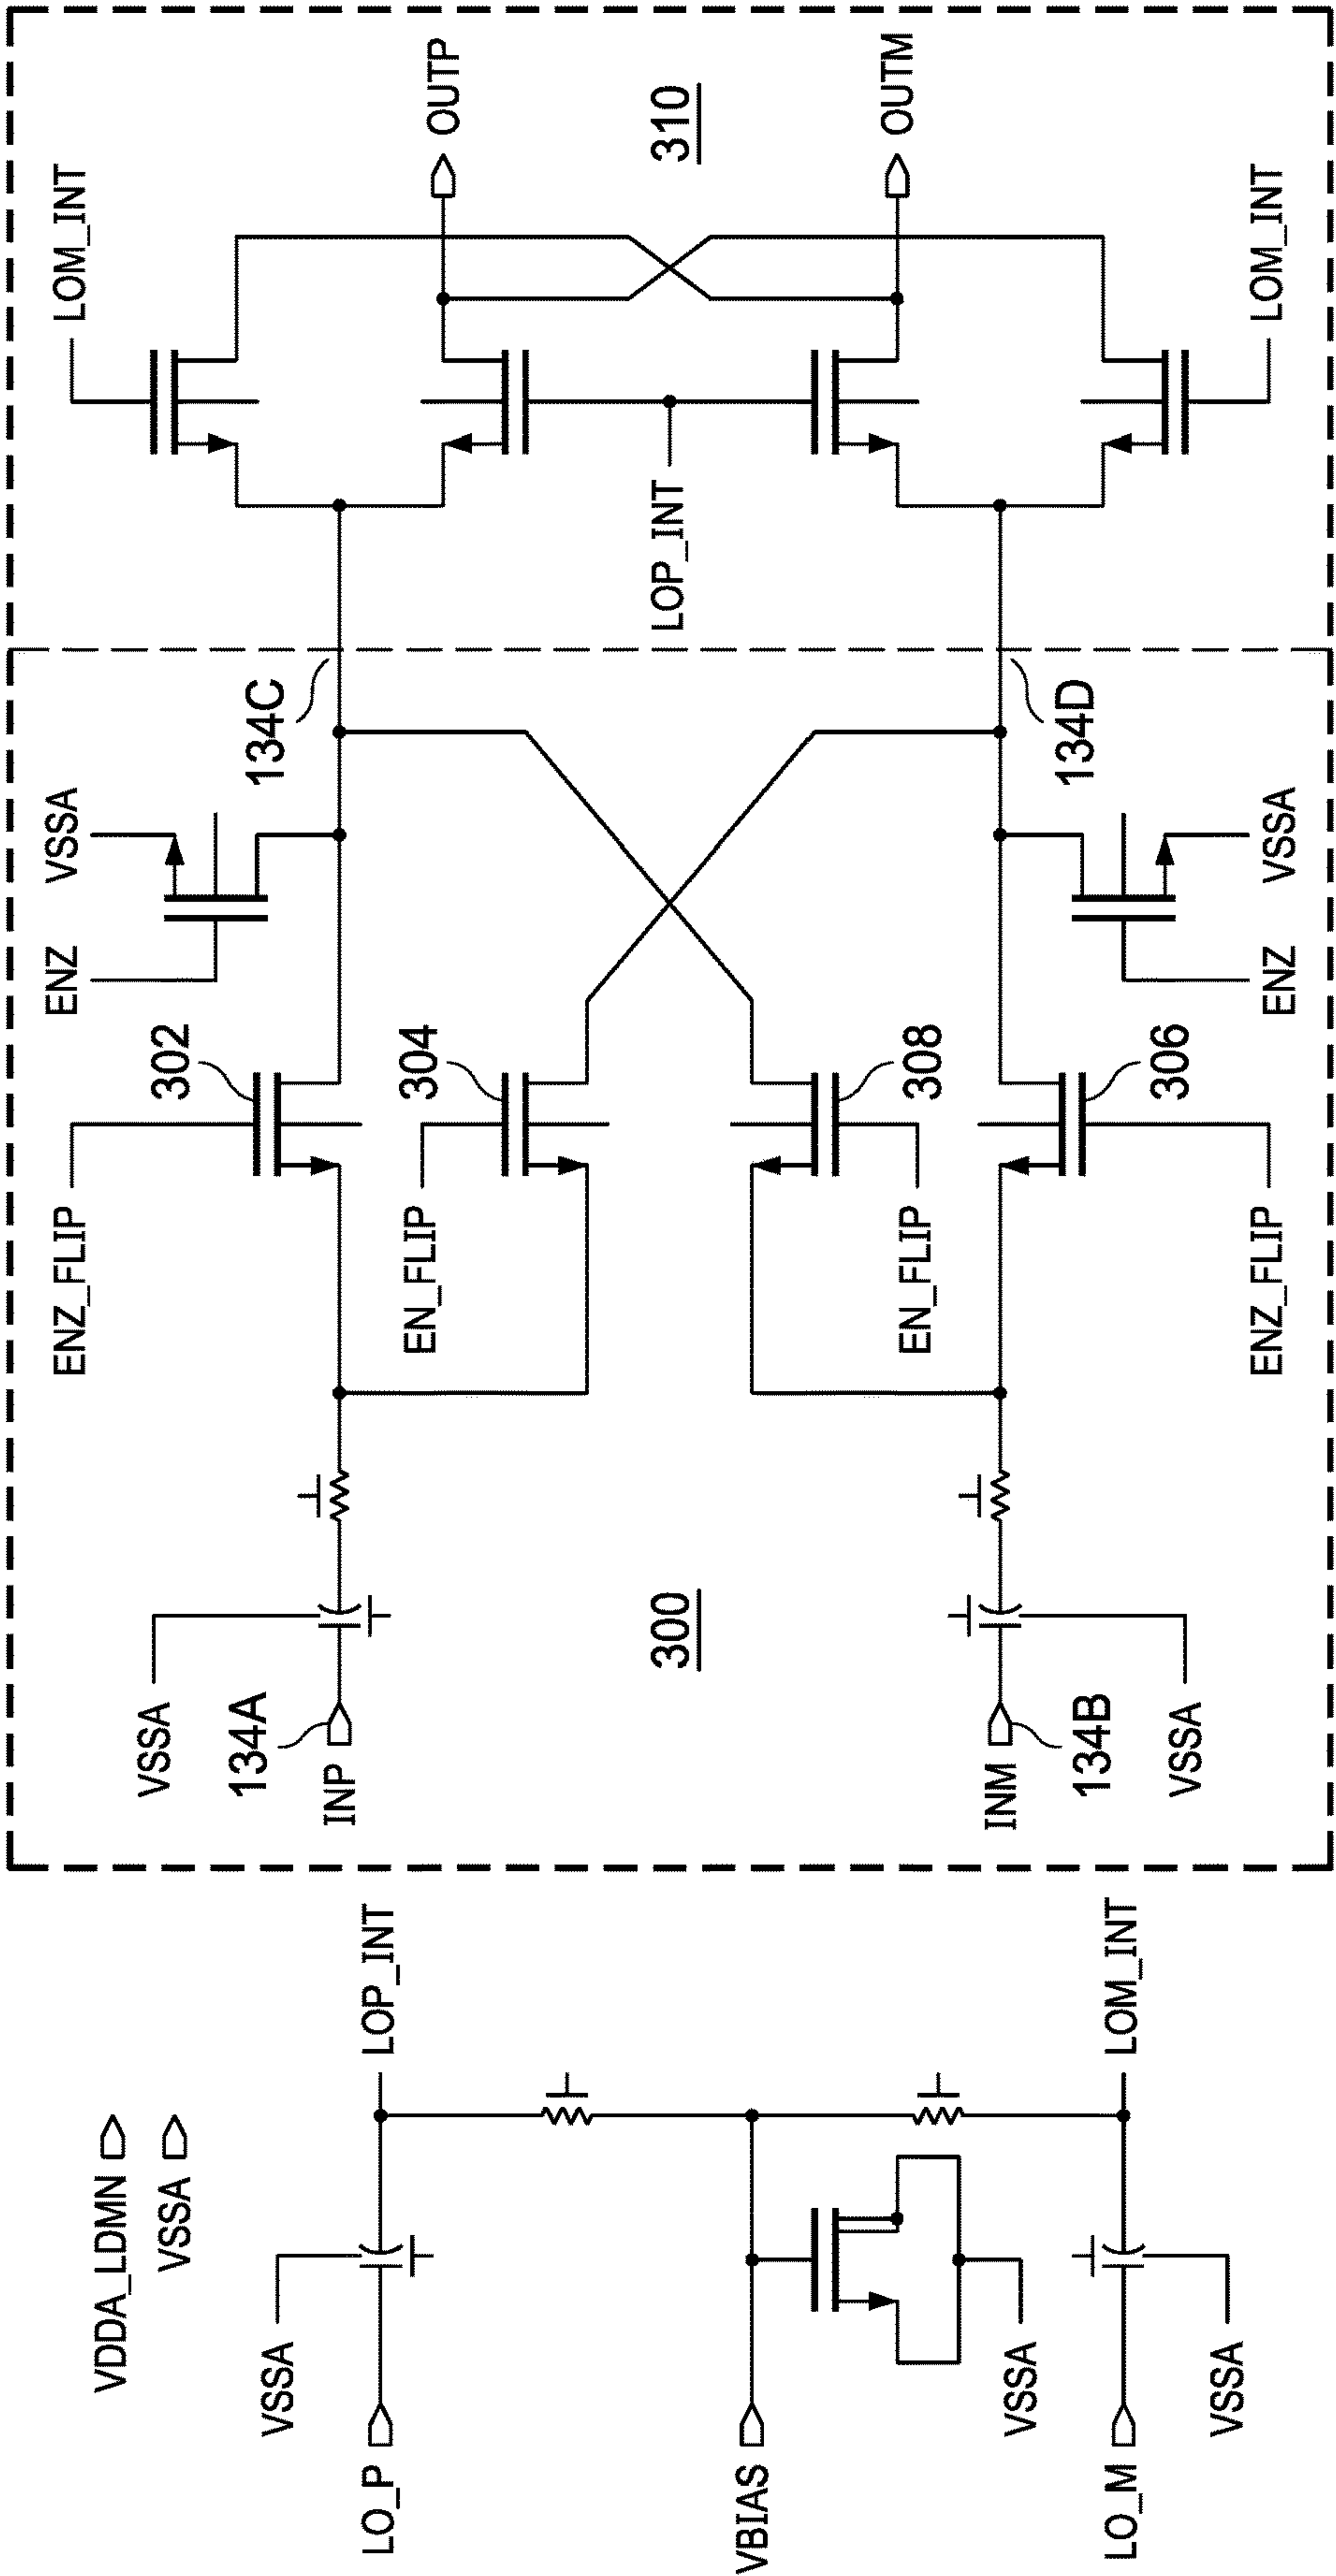 VDDA_LDMN
VSSA
VSSA
LO_P
LOP_INT
VBIAS
VSSA
LO_M
LOM_INT
VSSA
VSSA
134A
INP
300
INM
134B
VSSA
ENZ_FLIP
302
EN_FLIP
304
EN_FLIP
308
ENZ_FLIP
306
ENZ
VSSA
134C
134D
ENZ
VSSA
LOM_INT
LOP_INT
LOM_INT
OUTP
310
OUTM